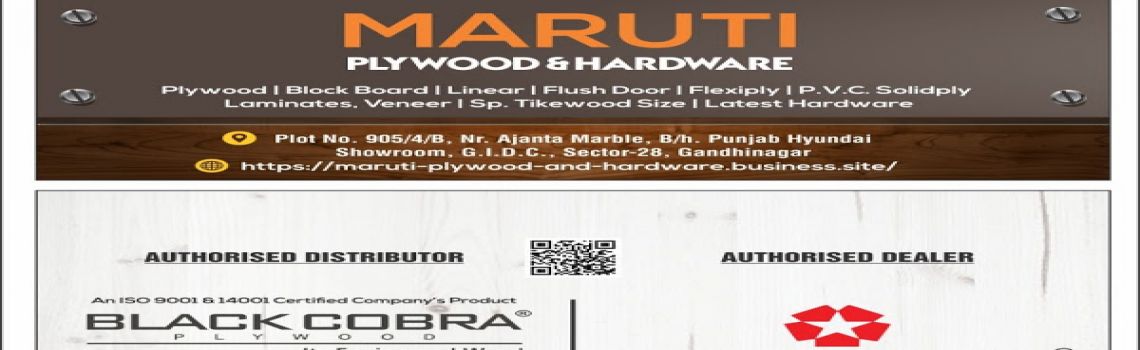 MARUTI
PLYWOOD & HARDWARE
Plywood | Block Board | Linear | Flush Door | Flexiply | P.V.C. Solidply
Laminates, Veneer | Sp. Tikewood Size | Latest Hardware
Plot No. 905/4/B, Nr. Ajanta Marble, B/h. Punjab Hyundai
Showroom, G.I.D.C., Sector-28, Gandhinagar
https://maruti-plywood-and-hardware.business.site/
AUTHORISED DISTRIBUTOR
AUTHORISED DEALER
An ISO 9001 & 14001 Certified Company's Product
BLACK COBRA®
PLYWOOD